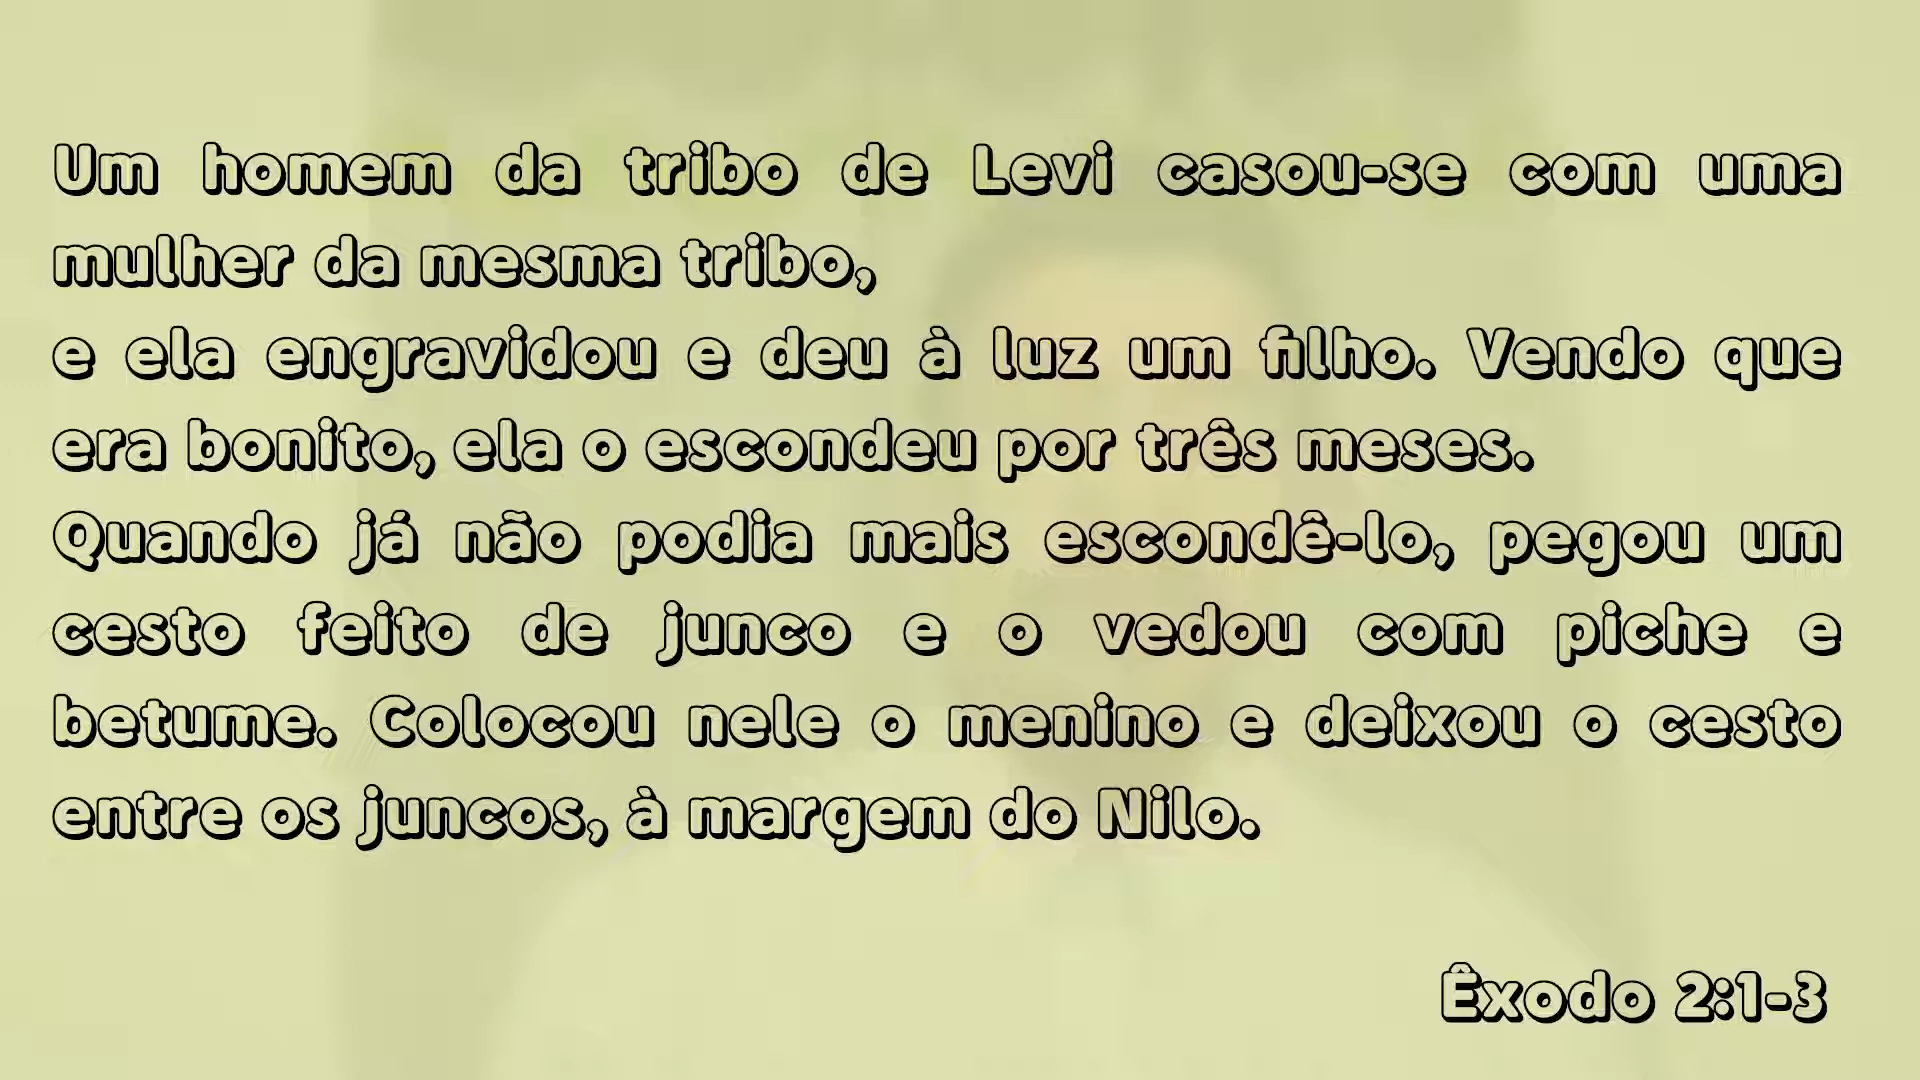 Um homem da tribo de Levi casou-se com uma
mulher da mesma tribo,
e ela engravidou e deu à luz um filho. Vendo que
era bonito, ela o escondeu por três meses.
Quando já não podia mais escondê-lo, pegou um
cesto feito de junco e o vedou com piche e
betume. Colocou nele o menino e deixou o cesto
entre os juncos, à margem do Nilo.
Êxodo 2:1-3